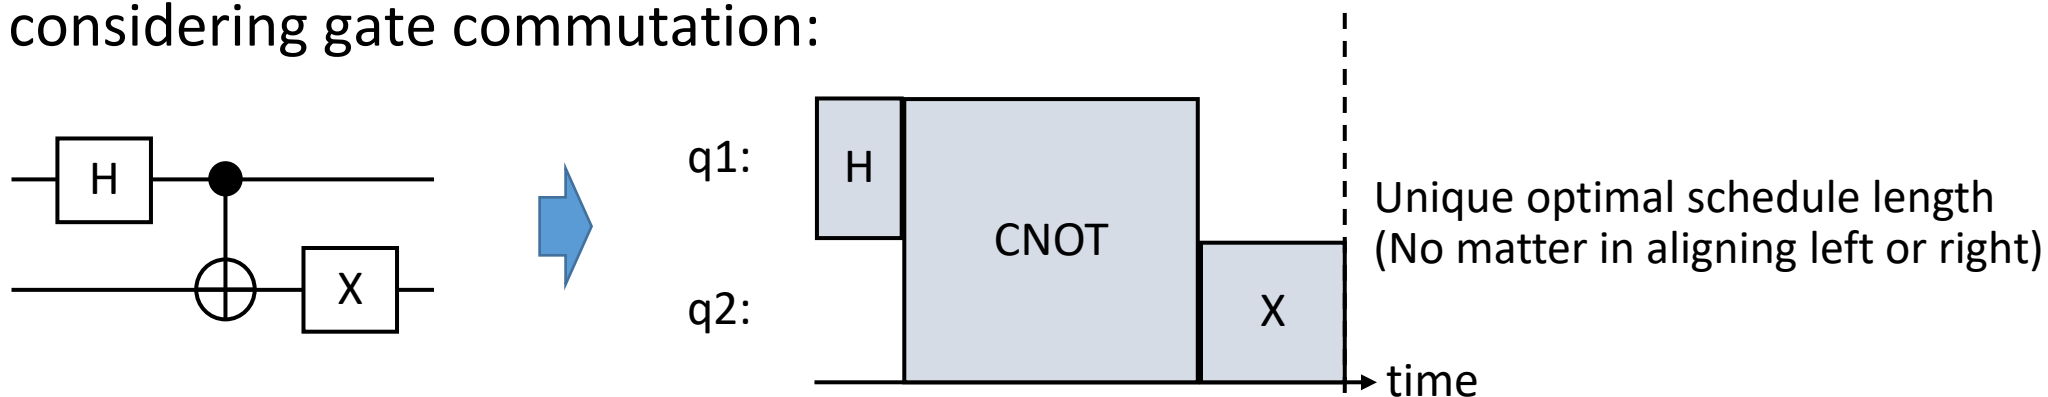 considering gate commutation:
H
X
q1:
q2:
H
CNOT
X
time
Unique optimal schedule length
(No matter in aligning left or right)